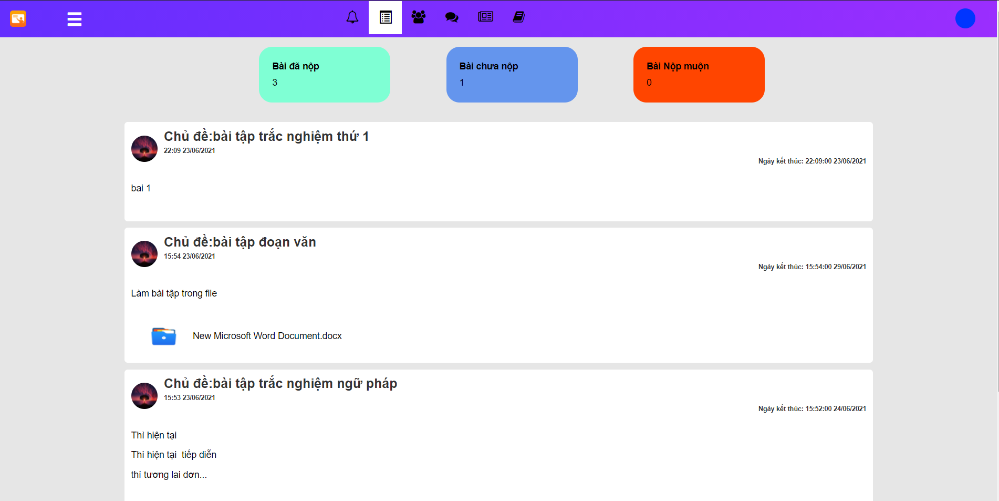 Bài đã nộp
3
Bài chưa nộp
1
Bài Nộp muộn
0
Chủ đề:bài tập trắc nghiệm thứ 1
22:09 23/06/2021
Ngày kết thúc: 22:09:00 23/06/2021
bai 1
Chủ đề:bài tập đoạn văn
15:54 23/06/2021
Ngày kết thúc: 15:54:00 29/06/2021
Làm bài tập trong file
New Microsoft Word Document.docx
Chủ đề:bài tập trắc nghiệm ngữ pháp
15:53 23/06/2021
Ngày kết thúc: 15:52:00 24/06/2021
Thì hiện tại
Thì hiện tại  tiếp diễn
thì tương lai dơn...